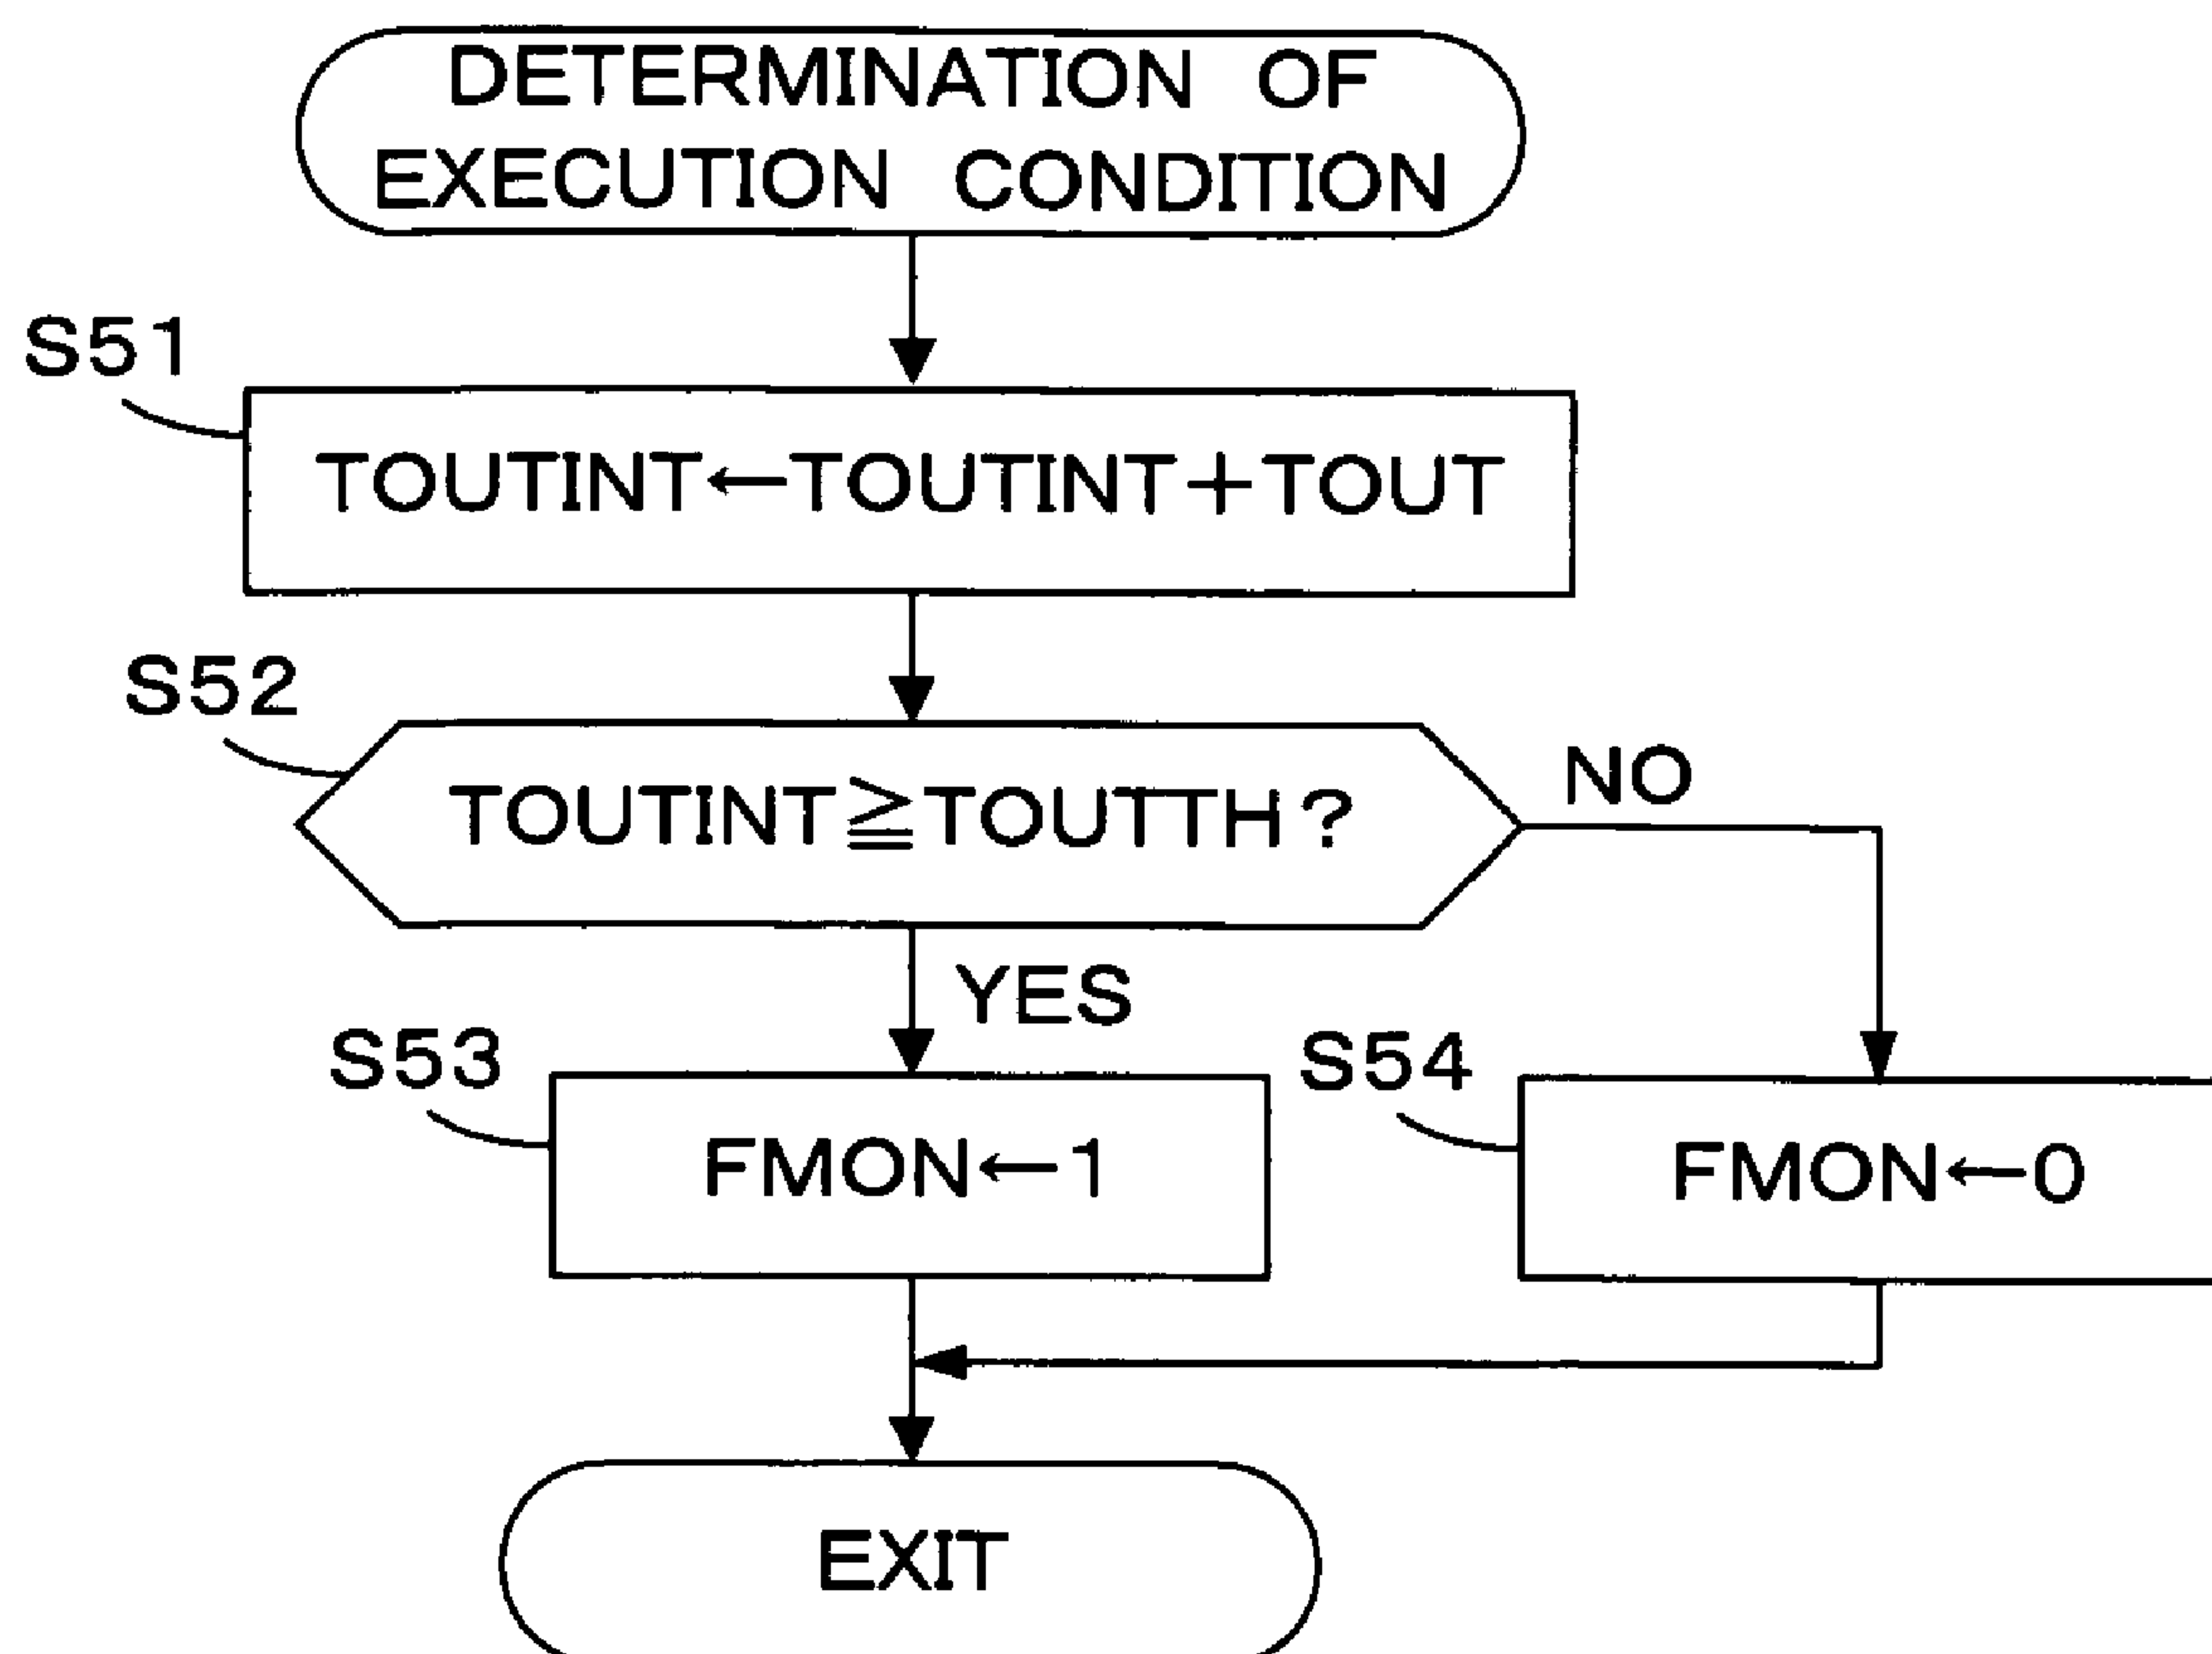 DETERMINATION OF
EXECUTION CONDITION
S51
TOUTINT←TOUTINT+TOUT
S52
TOUTINT≧TOUTTH?
NO
YES
S53
FMON←1
S54
FMON←0
EXIT